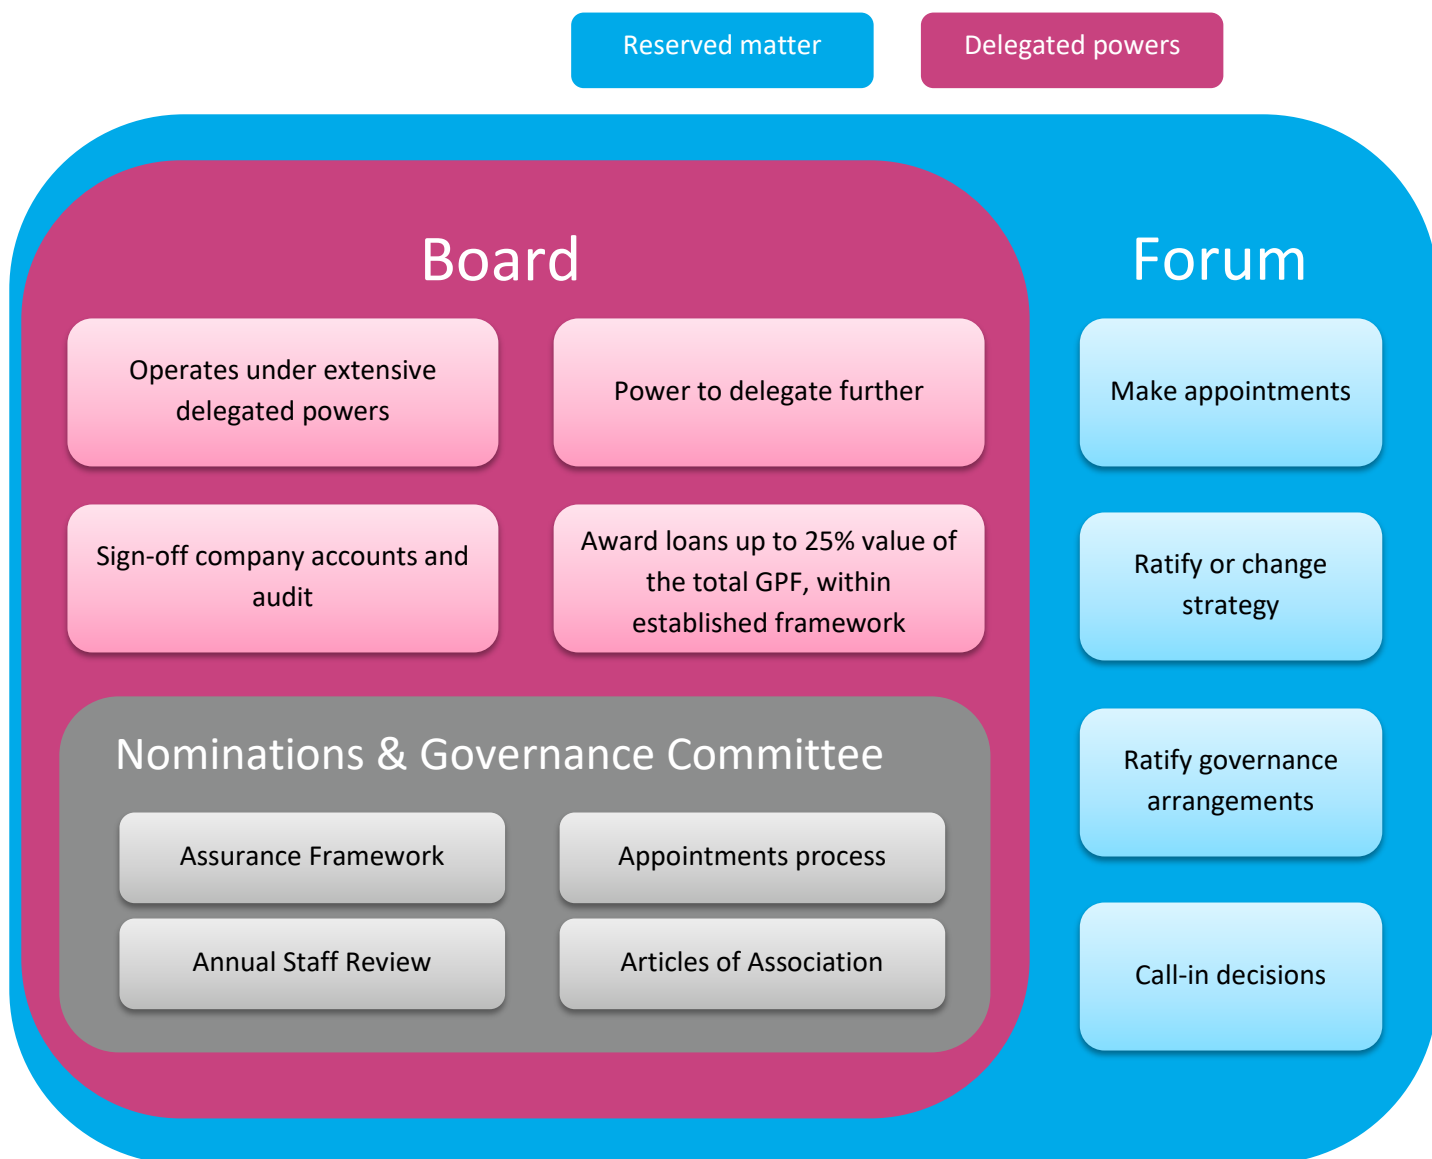 Reserved matter
Delegated powers
Board
Operates under extensive
delegated powers
Power to delegate further
Sign-off company accounts and
audit
Award loans up to 25% value of
the total GPF, within
established framework
Nominations & Governance Committee
Assurance Framework
Appointments process
Annual Staff Review
Articles of Association
Forum
Make appointments
Ratify or change
strategy
Ratify governance
arrangements
Call-in decisions